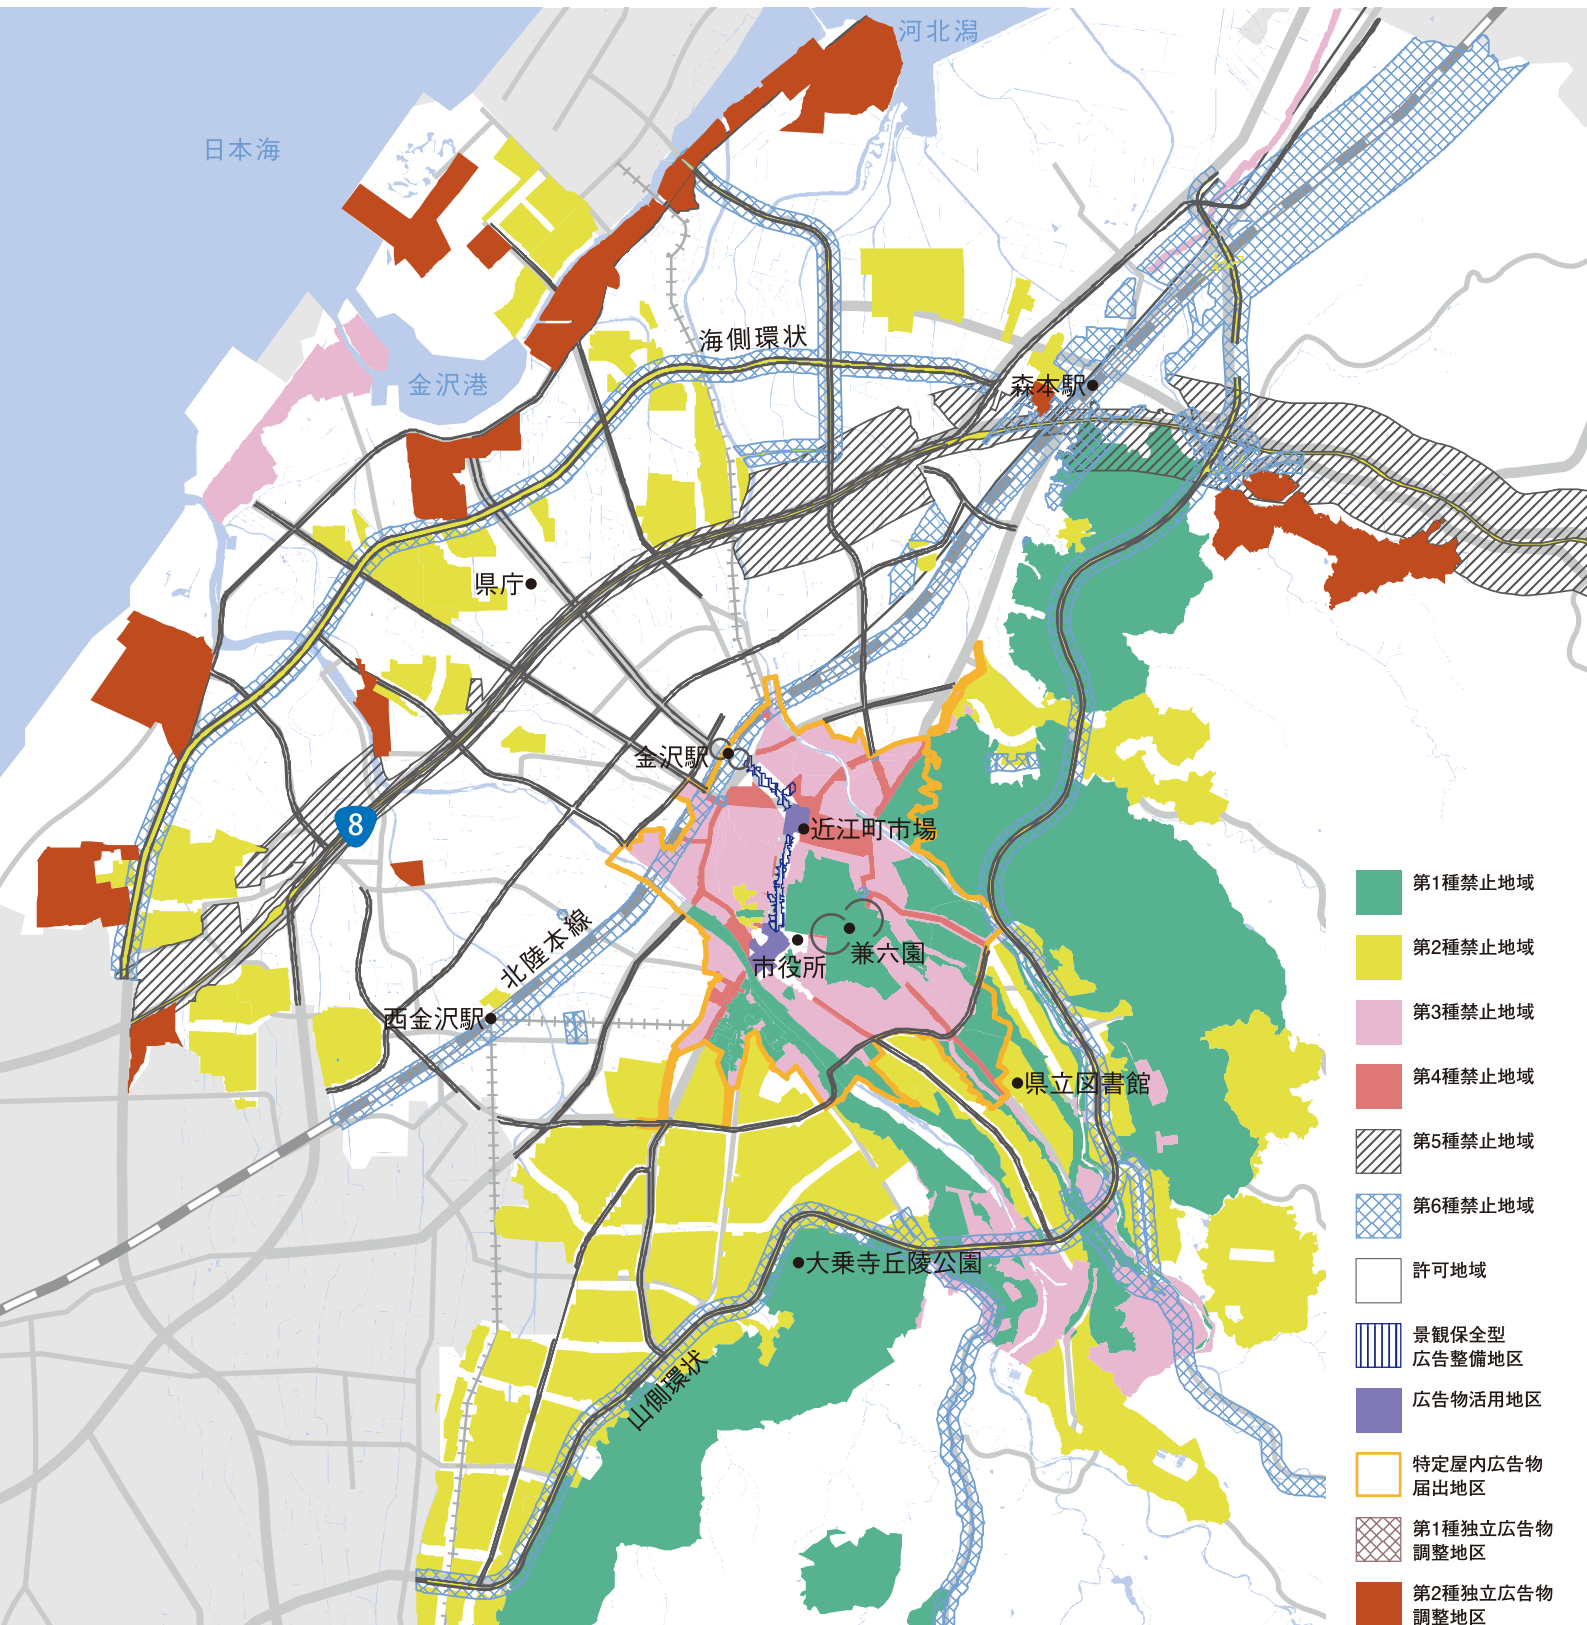 河北潟
日本海
海側環状
金沢港
森本駅
県庁
金沢駅
8
近江町市場
北陸本線
兼六園
市役所
西金沢駅
県立図書館
大乗寺丘陵公園
山側環状
第1種禁止地域
第2種禁止地域
第3種禁止地域
第4種禁止地域
第5種禁止地域
第6種禁止地域
許可地域
景観保全型
広告整備地区
広告物活用地区
特定屋内広告物
届出地区
第1種独立広告物
調整地区
第2種独立広告物
調整地区